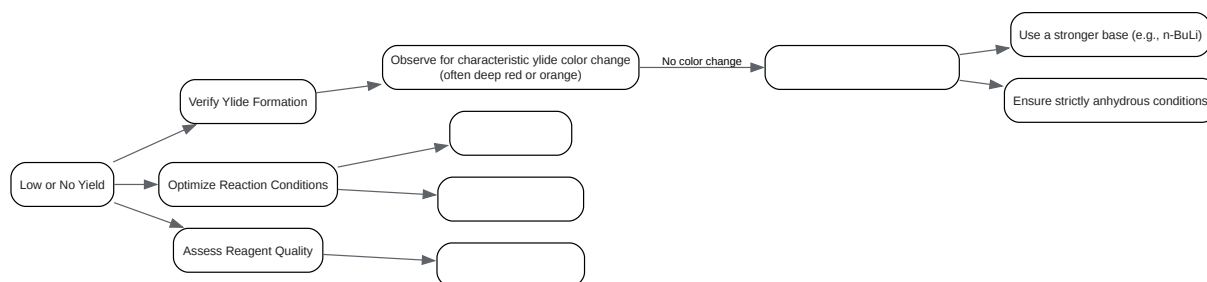 Use a stronger base (e.g., n-BuLi)
Observe for characteristic ylide color change
(often deep red or orange)
No color change
Verify Ylide Formation
Ensure strictly anhydrous conditions
Low or No Yield
Optimize Reaction Conditions
Assess Reagent Quality